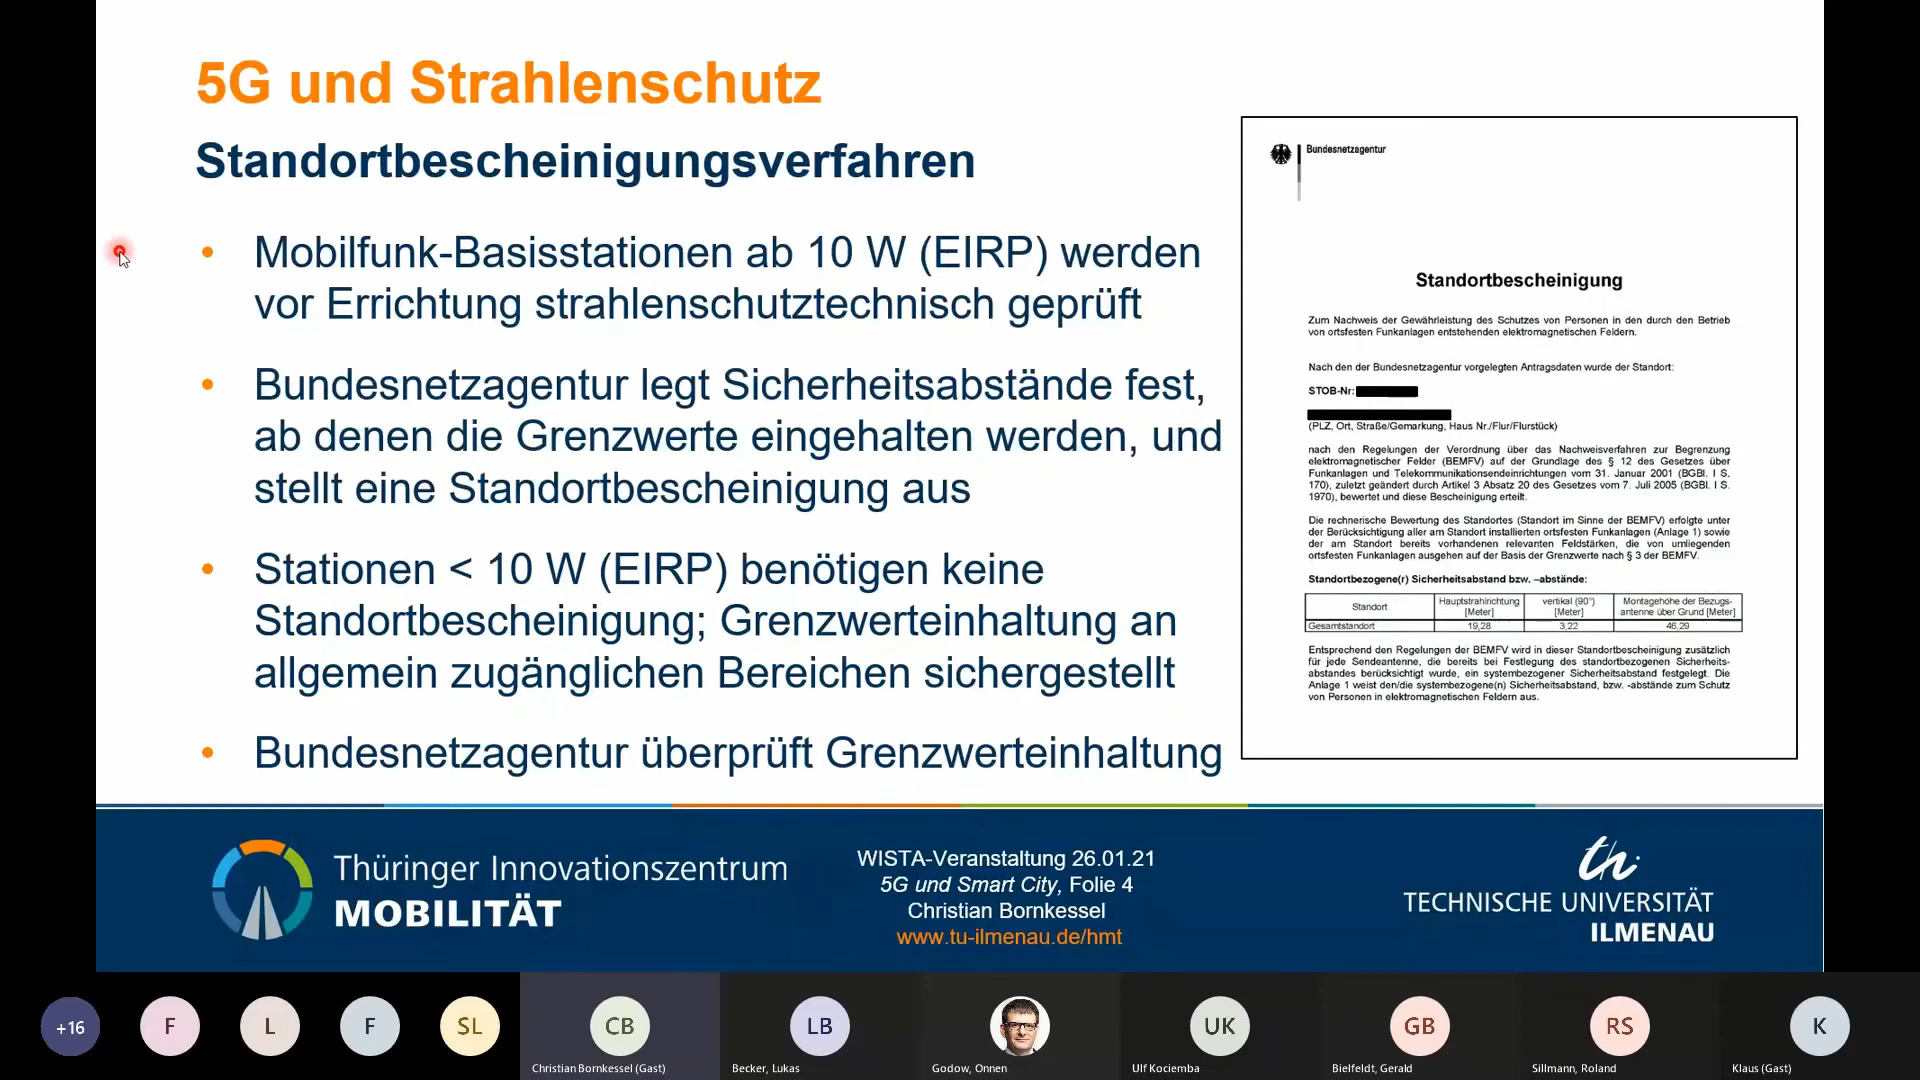 5G und Strahlenschutz
Standortbescheinigungsverfahren
• Mobilfunk-Basisstationen ab 10 W (EIRP) werden
vor Errichtung strahlenschutztechnisch geprüft
• Bundesnetzagentur legt Sicherheitsabstände fest,
ab denen die Grenzwerte eingehalten werden, und
stellt eine Standortbescheinigung aus
• Stationen < 10 W (EIRP) benötigen keine
Standortbescheinigung; Grenzwerteinhaltung an
allgemein zugänglichen Bereichen sichergestellt
• Bundesnetzagentur überprüft Grenzwerteinhaltung
Bundesnetzagentur
Standortbescheinigung
Zum Nachweis der Gewährleistung des Schutzes von Personen in den durch den Betrieb
von ortsfesten Funkanlagen entstehenden elektromagnetischen Feldern.
Nach den der Bundesnetzagentur vorgelegten Antragsdaten wurde der Standort:
STOB-Nr:
(PLZ, Ort, Straße/Gemarkung, Haus Nr./Flur/Flurstück)
nach den Regelungen der Verordnung über das Nachweisverfahren zur Begrenzung
elektromagnetischer Felder (BEMFV) auf der Grundlage des § 12 des Gesetzes über
Funkanlagen und Telekommunikationsendeinrichtungen vom 31. Januar 2001 (BGBl. I S.
170), zuletzt geändert durch Artikel 3 Absatz 20 des Gesetzes vom 7. Juli 2005 (BGBl. I S.
1970), bewertet und diese Bescheinigung erteilt.
Die rechnerische Bewertung des Standortes (Standort im Sinne der BEMFV) erfolgte unter
der Berücksichtigung aller am Standort installierten ortsfesten Funkanlagen (Anlage 1) sowie
der am Standort bereits vorhandenen relevanten Feldstärken, die von umliegenden
ortsfesten Funkanlagen ausgehen auf der Basis der Grenzwerte nach § 3 der BEMFV.
Standortbezogene(r) Sicherheitsabstand bzw. –abstände:
Standort Hauptstrahlrichtung [Meter] vertikal (90°) [Meter] Montagehöhe der Bezugs-antenne über Grund [Meter]
Gesamtstandort 19,28 3,22 46,29
Entsprechend den Regelungen der BEMFV wird in dieser Standortbescheinigung zusätzlich
für jede Sendeantenne, die bereits bei Festlegung des standortbezogenen Sicherheits-
abstandes berücksichtigt wurde, ein systembezogener Sicherheitsabstand festgelegt. Die
Anlage 1 weist den/die systembezogene(n) Sicherheitsabstand, bzw. -abstände zum Schutz
von Personen in elektromagnetischen Feldern aus.
Thüringer Innovationszentrum
MOBILITÄT
WISTA-Veranstaltung 26.01.21
5G und Smart City, Folie 4
Christian Bornkessel
www.tu-ilmenau.de/hmt
th
TECHNISCHE UNIVERSITÄT
ILMENAU
+16 F L F SL CB LB UK GB RS K
Christian Bornkessel (Gast) Becker, Lukas Godow, Onnen Ulf Kociemba Bielfeldt, Gerald Sillmann, Roland Klaus (Gast)